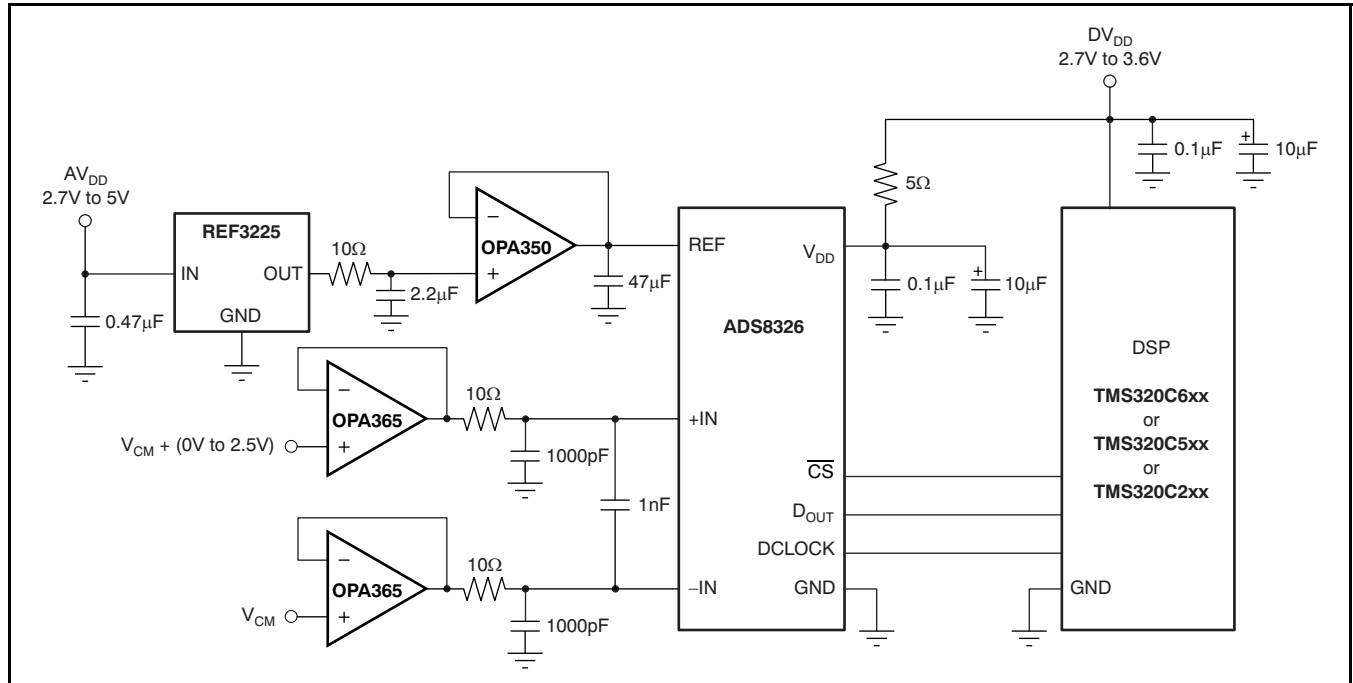 DV_DD
2.7V to 3.6V
0.1μF
+
10μF
AV_DD
2.7V to 5V
5Ω
REF3225
IN
OUT
GND
0.47μF
10Ω
2.2μF
−
+
OPA350
47μF
REF
V_DD
0.1μF
+
10μF
ADS8326
DSP
TMS320C6xx
or
TMS320C5xx
or
TMS320C2xx
−
+
OPA365
10Ω
V_CM + (0V to 2.5V)
1000pF
+IN
1nF
CS
D_OUT
DCLOCK
GND
GND
−
+
OPA365
10Ω
V_CM
1000pF
−IN